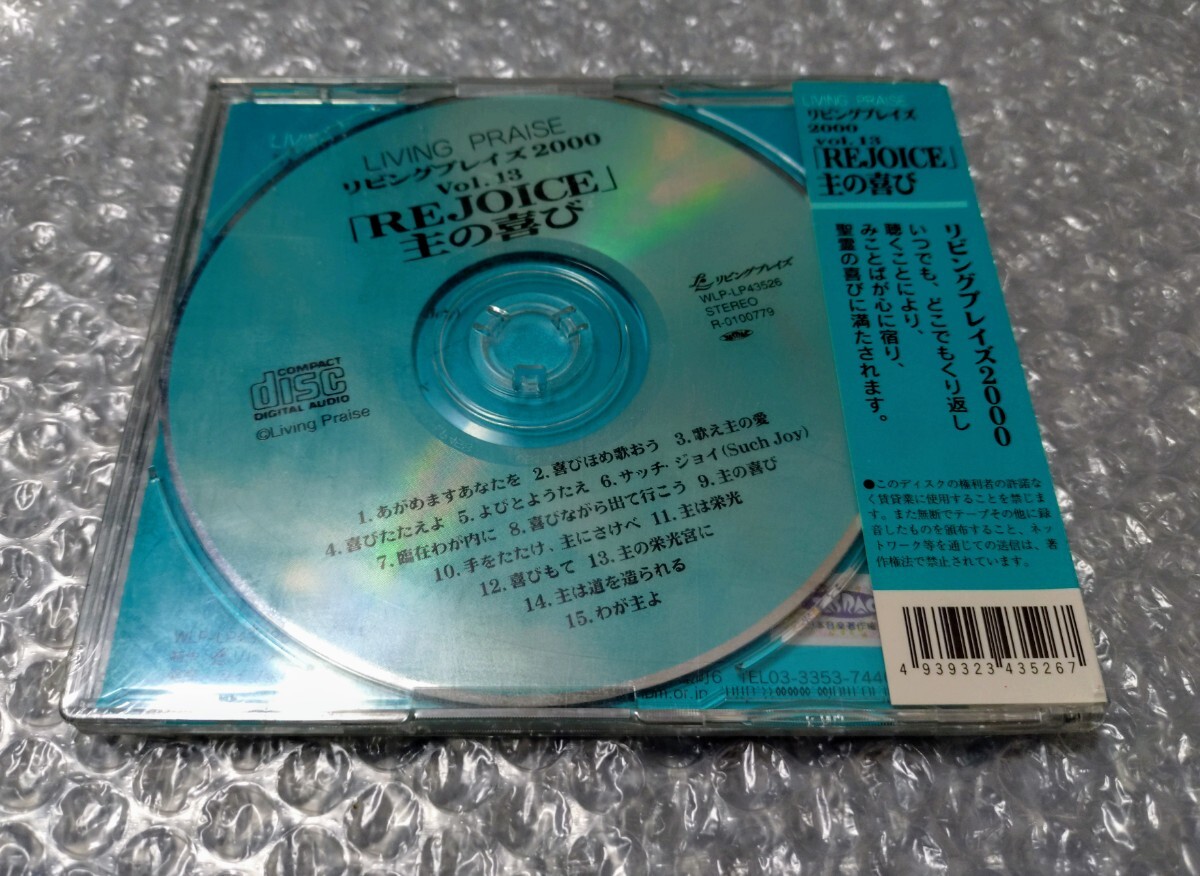 LIVING PRAISE
リビングプレイズ2000
Vol. 13
「REJOICE」
主の喜び
リビングプレイズ
WLP-LP43526
STEREO
R-0100779
COMPACT
disc
DIGITAL AUDIO
©Living Praise
1. あがめますあなたを 2. 喜びほめ歌おう 3. 歌え主の愛
4. 喜びたたえよ 5. よびとようたえ 6. サッチ・ジョイ(Such Joy)
7. 臨在わが内に 8. 喜びながら出て行こう 9. 主の喜び
10. 手をたたけ、主にさけべ 11. 主は栄光
12. 喜びもて 13. 主の栄光宮に
14. 主は道を造られる
15. わが主よ
LIVING PRAISE
リビングプレイズ
2000
vol. 13
「REJOICE」
主の喜び
リビングプレイズ2000
いつでも、どこでもくり返し
聴くことにより、
みことばが心に宿り、
聖霊の喜びに満たされます。
●このディスクの権利者の許諾な
く賃貸業に使用することを禁じま
す。また無断でテープその他に録
音したものを頒布すること、ネッ
トワーク等を通じての送信は、著
作権法で禁止されています。
4 939323 435267
TEL03-3353-744